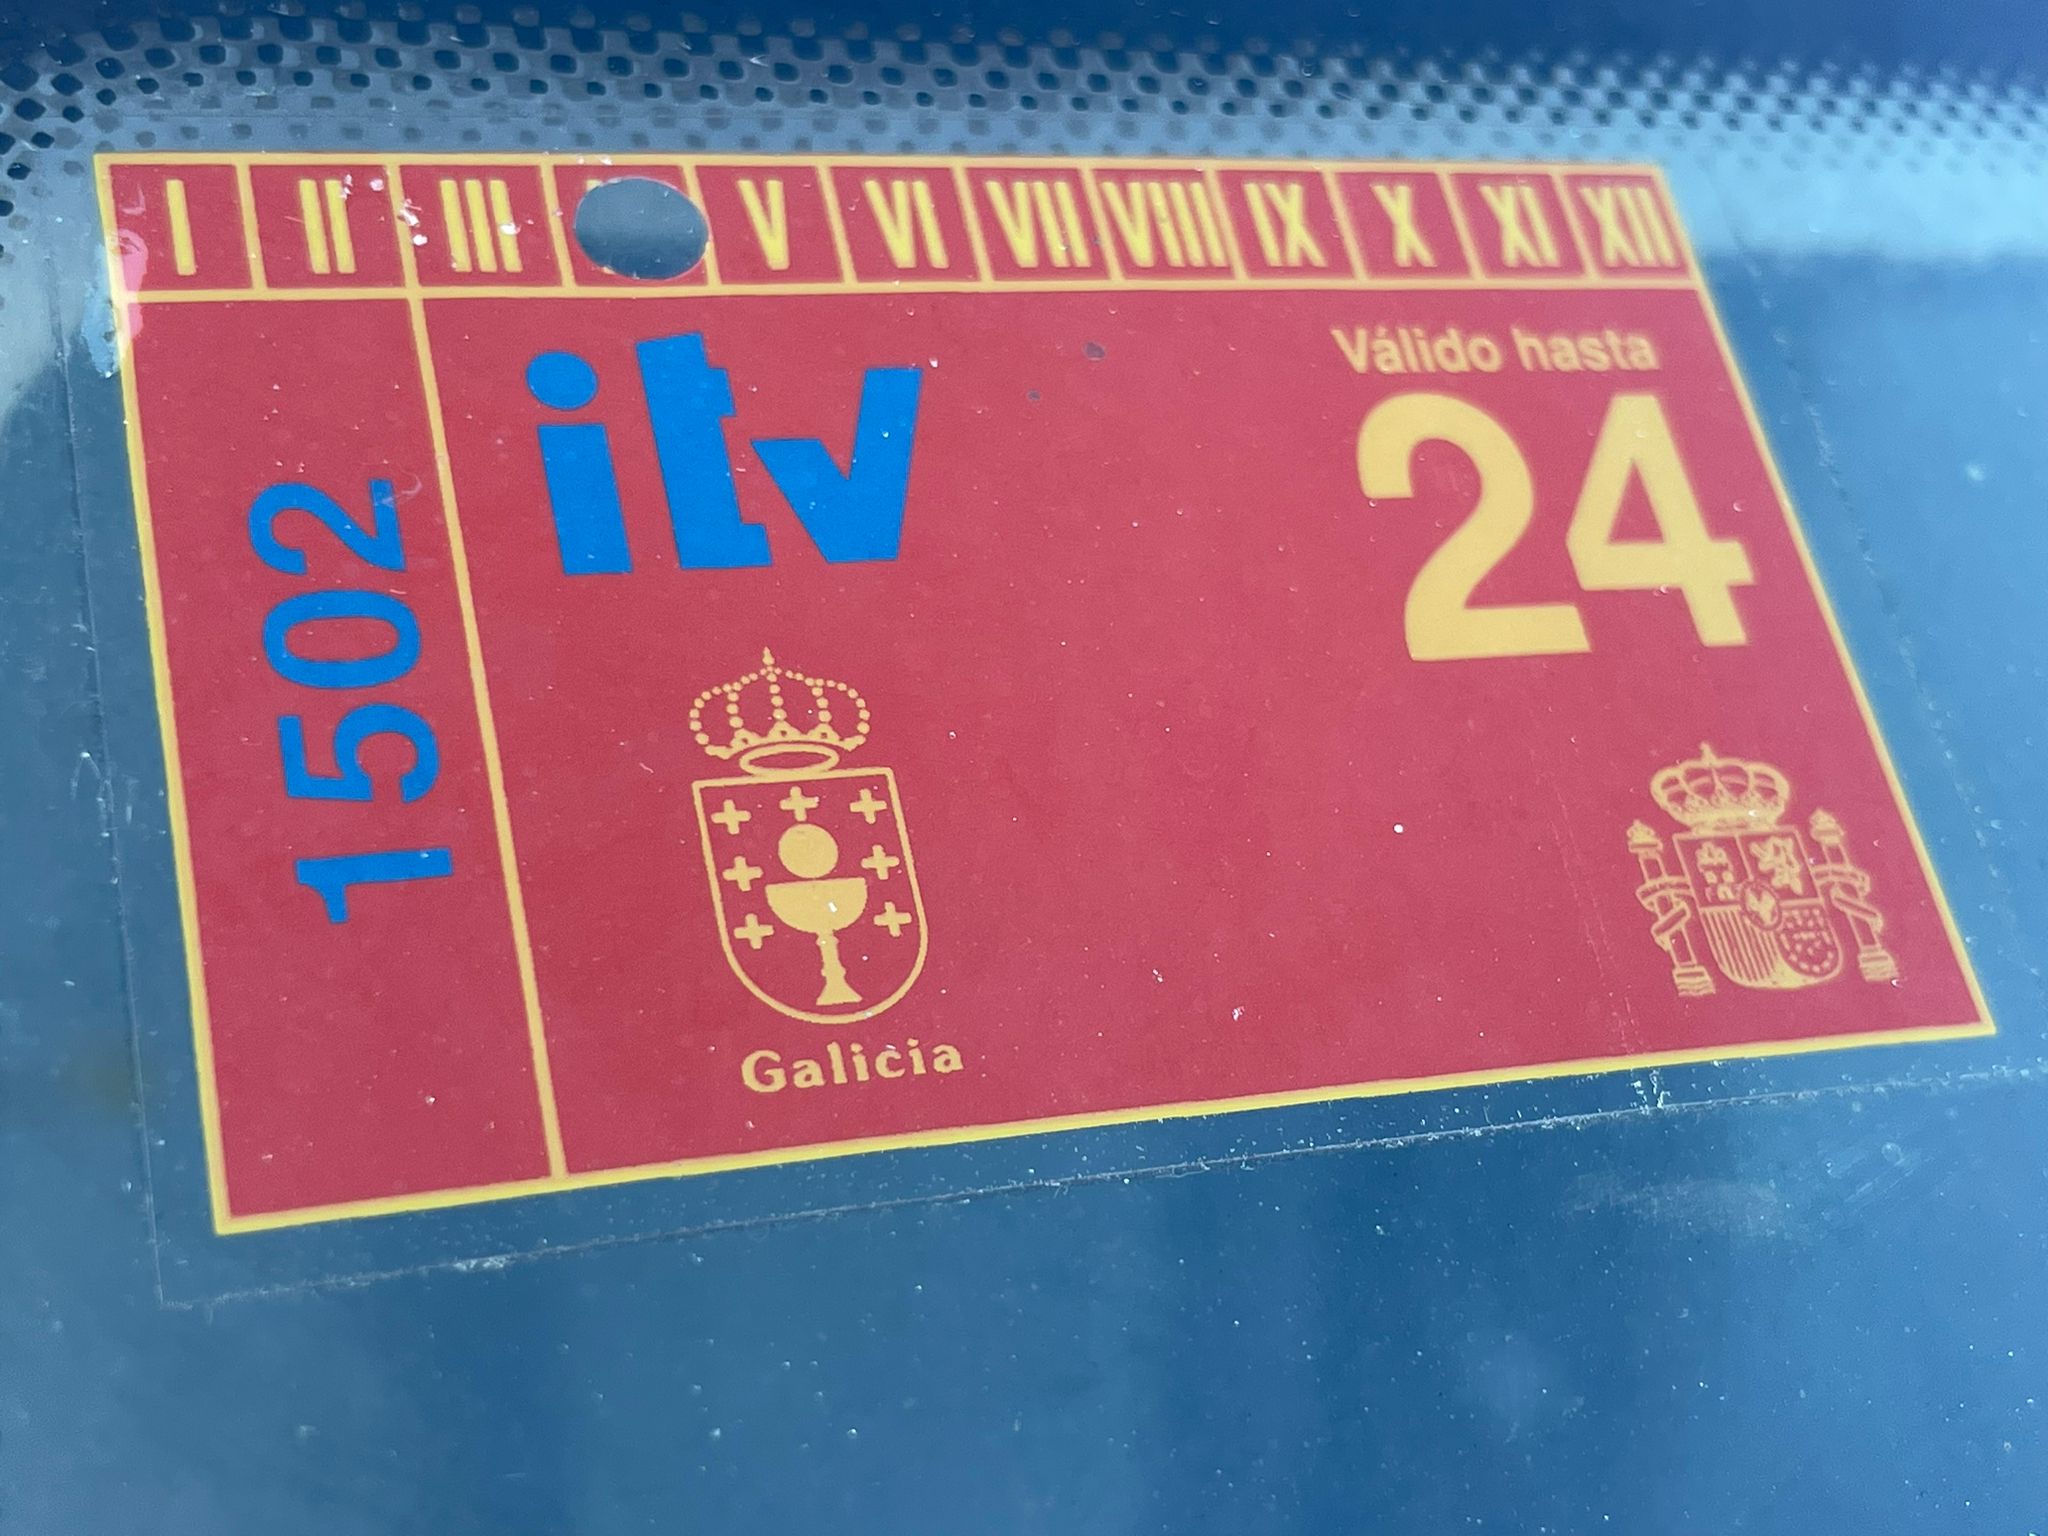 I II III V VI VII VIII IX X XI XII
1502
itv
Válido hasta
24
Galicia